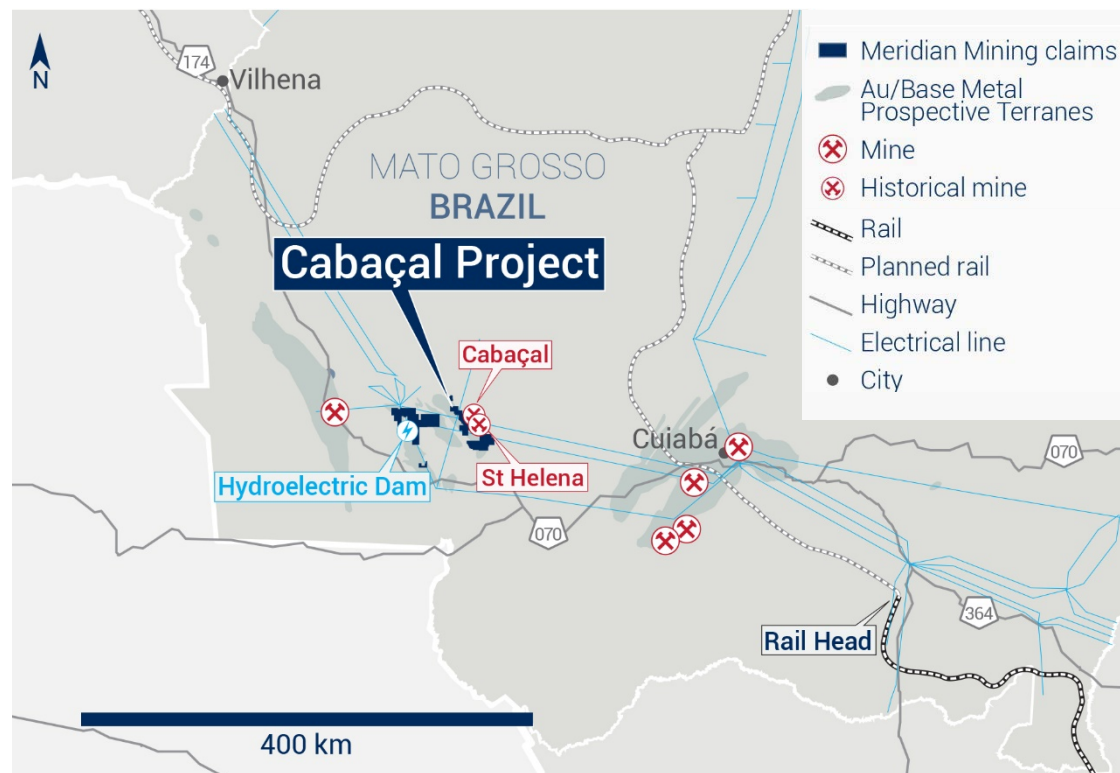 174
Vilhena
N
MATO GROSSO
BRAZIL
Cabaçal Project
Cabaçal
St Helena
Hydroelectric Dam
Cuiabá
070
070
364
Rail Head
400 km
Meridian Mining claims
Au/Base Metal
Prospective Terranes
Mine
Historical mine
Rail
Planned rail
Highway
Electrical line
City